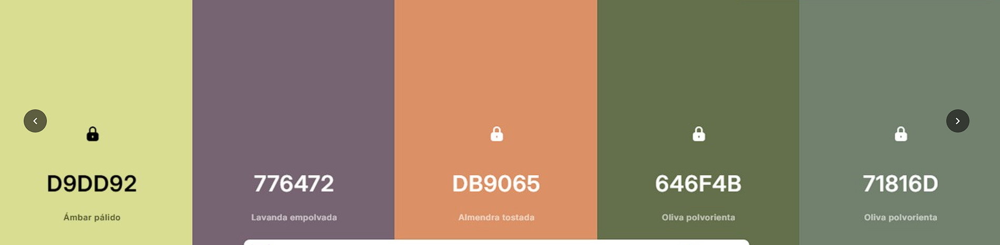 D9DD92
Ámbar pálido
776472
Lavanda empolvada
DB9065
Almendra tostada
646F4B
Oliva polvorienta
71816D
Oliva polvorienta